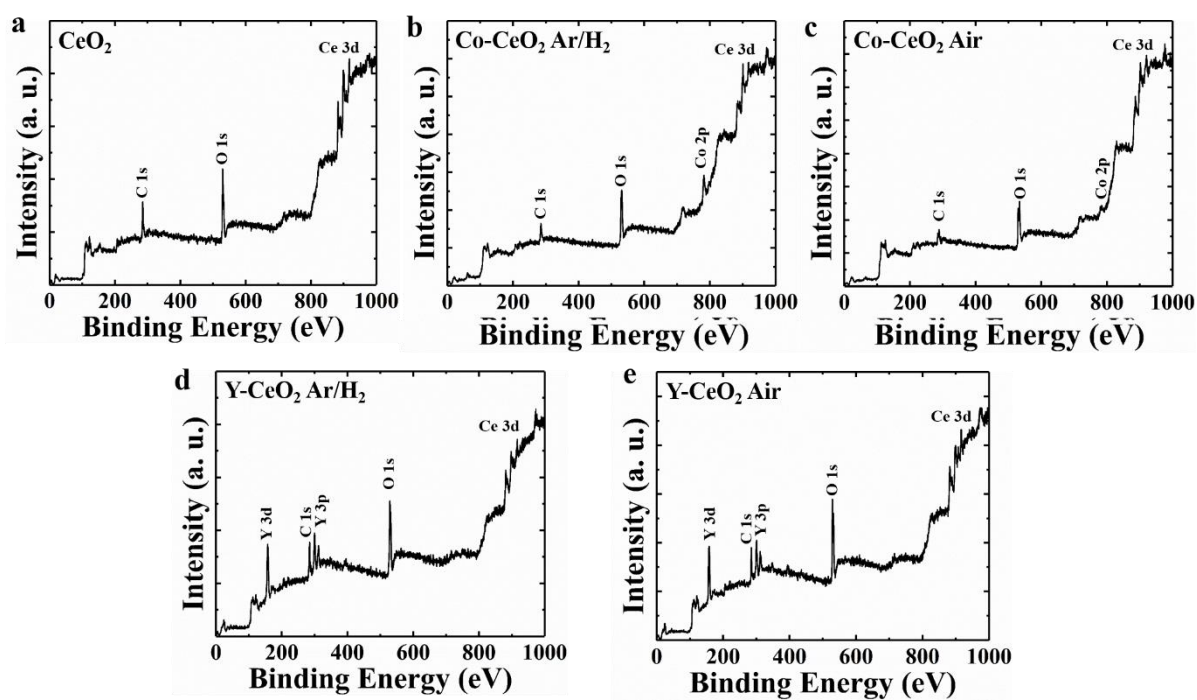 a
CeO₂
Ce 3d
C 1s
O 1s
Intensity (a. u.)
0 200 400 600 800 1000
Binding Energy (eV)
b
Co-CeO₂ Ar/H₂
Ce 3d
C 1s
O 1s
Co 2p
Intensity (a. u.)
0 200 400 600 800 1000
Binding Energy (eV)
c
Co-CeO₂ Air
Ce 3d
C 1s
O 1s
Co 2p
Intensity (a. u.)
0 200 400 600 800 1000
Binding Energy (eV)
d
Y-CeO₂ Ar/H₂
Ce 3d
Y 3d
C 1s
Y 3p
O 1s
Intensity (a. u.)
0 200 400 600 800 1000
Binding Energy (eV)
e
Y-CeO₂ Air
Ce 3d
Y 3d
C 1s
Y 3p
O 1s
Intensity (a. u.)
0 200 400 600 800 1000
Binding Energy (eV)